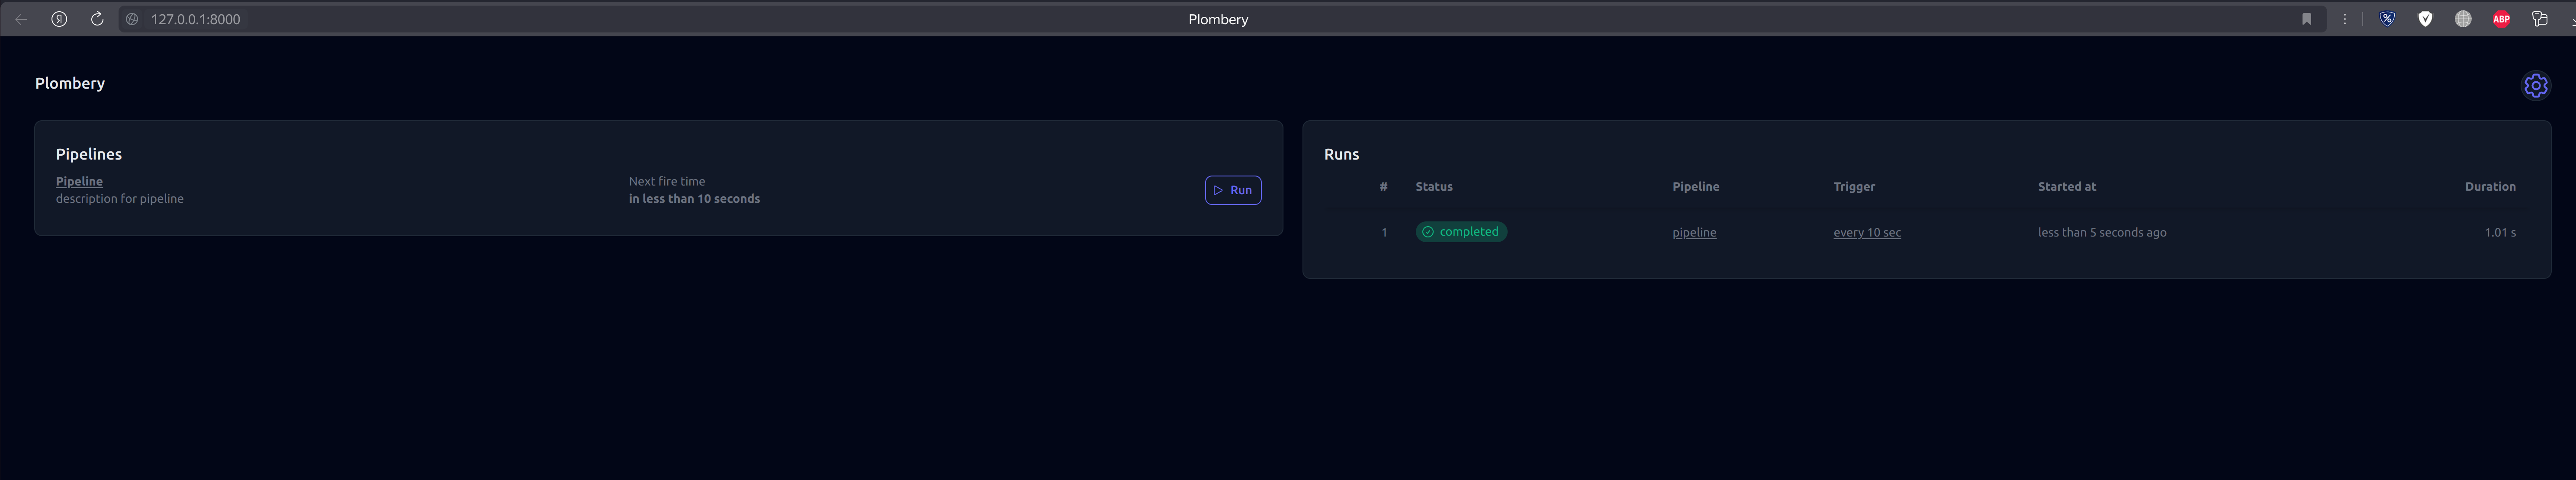 127.0.0.1:8000
Plombery
ABP
Plombery
Pipelines
Pipeline
description for pipeline
Next fire time
in less than 10 seconds
Run
Runs
# Status Pipeline Trigger Started at Duration
1 completed pipeline every 10 sec less than 5 seconds ago 1.01 s